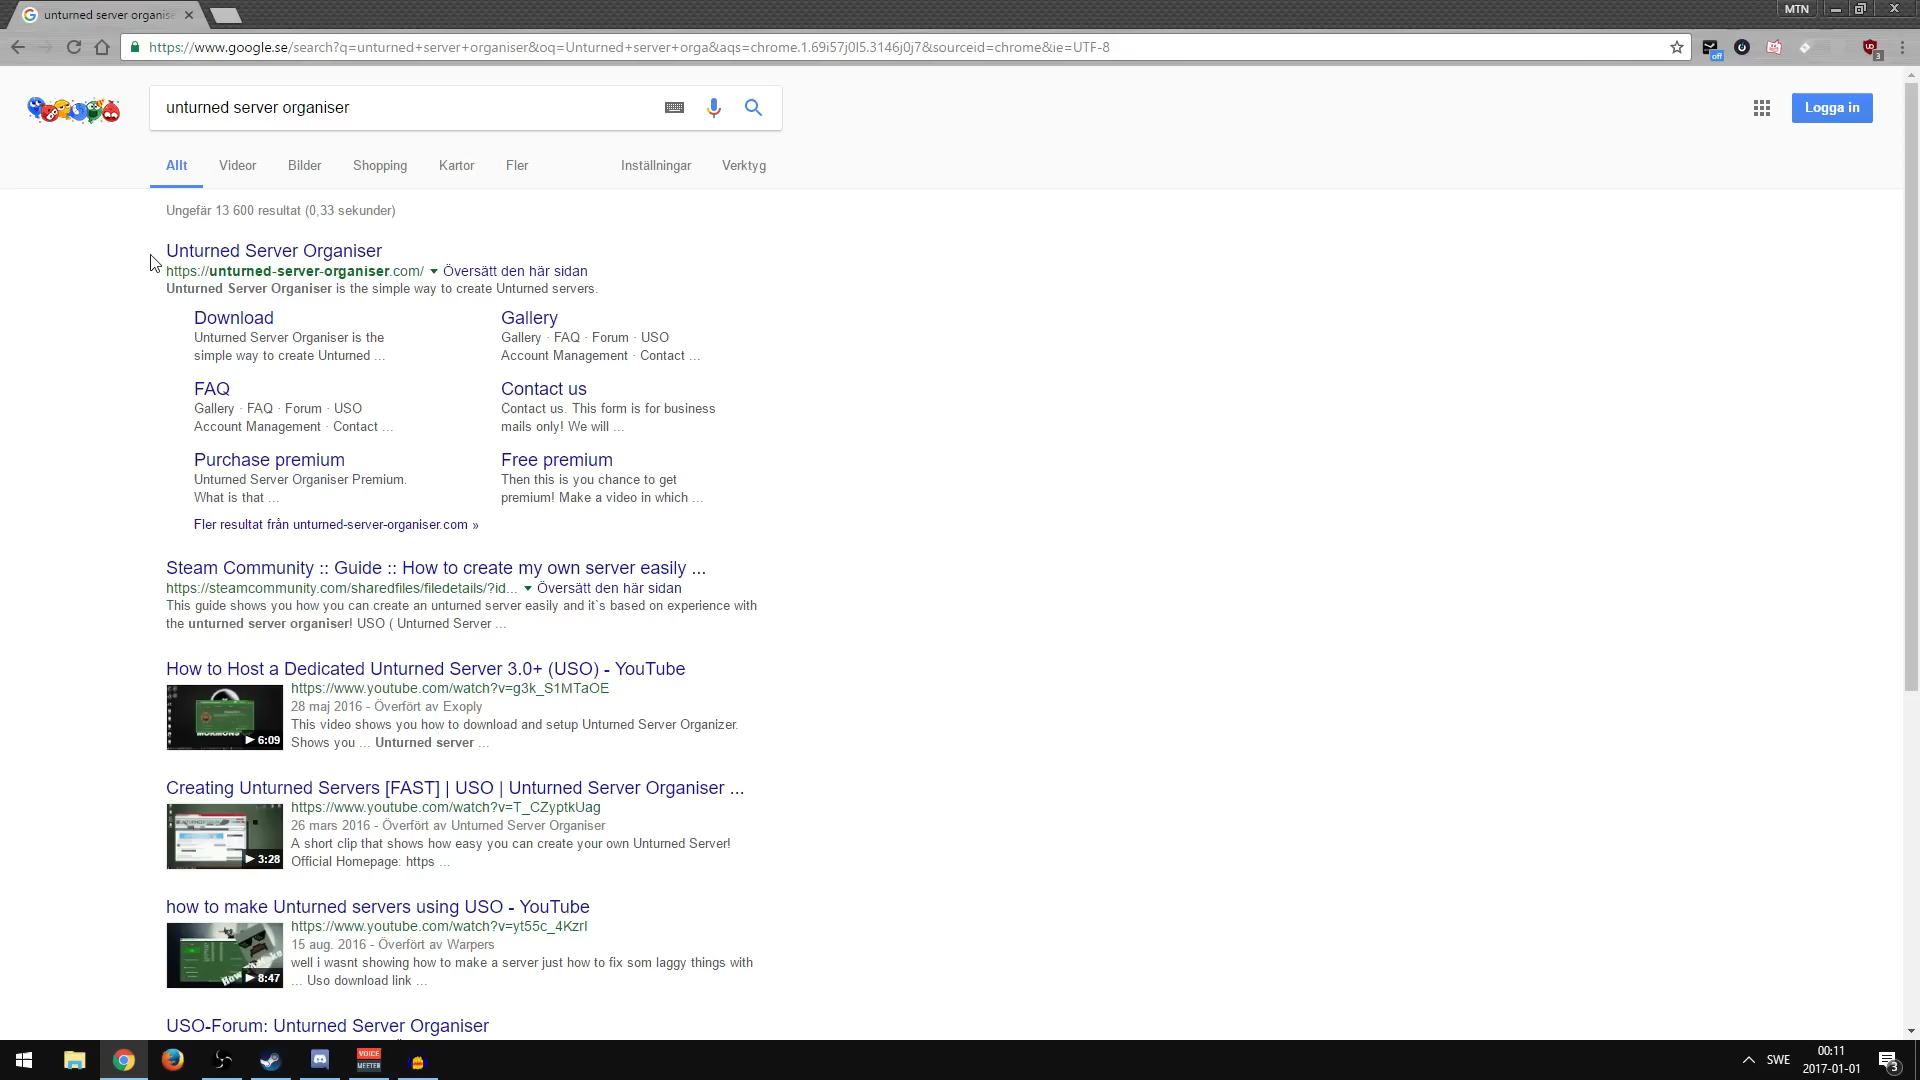 unturned server organise
MTN
https://www.google.se/search?q=unturned+server+organiser&oq=Unturned+server+orga&aqs=chrome.1.69i57j0l5.3146j0j7&sourceid=chrome&ie=UTF-8
off
3
unturned server organiser
Logga in
Allt Videor Bilder Shopping Kartor Fler Inställningar Verktyg
Ungefär 13 600 resultat (0,33 sekunder)
Unturned Server Organiser
https://unturned-server-organiser.com/ Översätt den här sidan
Unturned Server Organiser is the simple way to create Unturned servers.
Download
Unturned Server Organiser is the
simple way to create Unturned ...
Gallery
Gallery · FAQ · Forum · USO
Account Management · Contact ...
FAQ
Gallery · FAQ · Forum · USO
Account Management · Contact ...
Contact us
Contact us. This form is for business
mails only! We will ...
Purchase premium
Unturned Server Organiser Premium.
What is that ...
Free premium
Then this is you chance to get
premium! Make a video in which ...
Fler resultat från unturned-server-organiser.com »
Steam Community :: Guide :: How to create my own server easily ...
https://steamcommunity.com/sharedfiles/filedetails/?id... Översätt den här sidan
This guide shows you how you can create an unturned server easily and it`s based on experience with
the unturned server organiser! USO ( Unturned Server ...
How to Host a Dedicated Unturned Server 3.0+ (USO) - YouTube
https://www.youtube.com/watch?v=g3k_S1MTaOE
28 maj 2016 - Överfört av Exoply
This video shows you how to download and setup Unturned Server Organizer.
Shows you ... Unturned server ...
6:09
Creating Unturned Servers [FAST] | USO | Unturned Server Organiser ...
https://www.youtube.com/watch?v=T_CZyptkUag
26 mars 2016 - Överfört av Unturned Server Organiser
A short clip that shows how easy you can create your own Unturned Server!
Official Homepage: https ...
3:28
how to make Unturned servers using USO - YouTube
https://www.youtube.com/watch?v=yt55c_4KzrI
15 aug. 2016 - Överfört av Warpers
well i wasnt showing how to make a server just how to fix som laggy things with
... Uso download link ...
8:47
USO-Forum: Unturned Server Organiser
VOICE
MEETER
SWE
00:11
2017-01-01
3